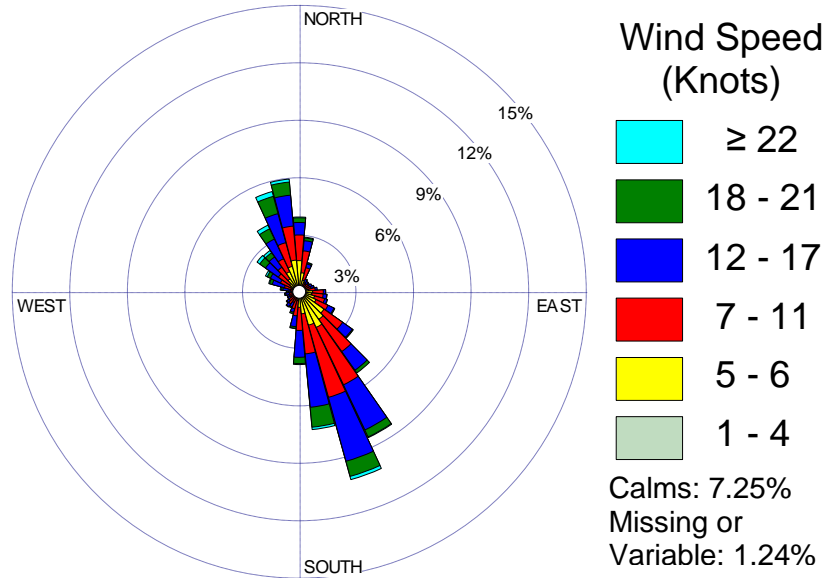 NORTH
15%
12%
9%
6%
3%
WEST
EAST
SOUTH
Wind Speed
(Knots)
≥ 22
18 - 21
12 - 17
7 - 11
5 - 6
1 - 4
Calms: 7.25%
Missing or
Variable: 1.24%